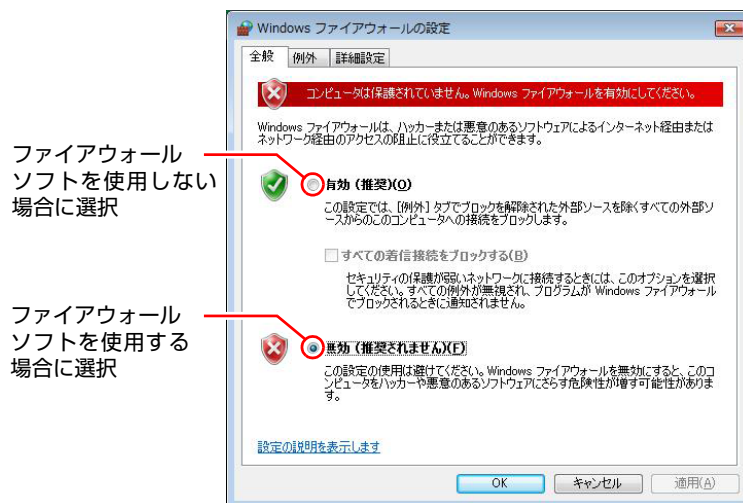 Windows ファイアウォールの設定
全般
例外
詳細設定
コンピュータは保護されていません。Windows ファイアウォールを有効にしてください。
Windows ファイアウォールは、ハッカーまたは悪意のあるソフトウェアによるインターネット経由または
ネットワーク経由のアクセスの阻止に役立てることができます。
ファイアウォール
ソフトを使用しない
場合に選択
有効（推奨）(O)
この設定では、[例外] タブでブロックを解除された外部ソースを除くすべての外部ソ
ースからのこのコンピュータへの接続をブロックします。
すべての着信接続をブロックする(B)
セキュリティの保護が弱いネットワークに接続するときには、このオプションを選択
してください。すべての例外が無視され、プログラムが Windows ファイアウォール
でブロックされるときに通知されません。
ファイアウォール
ソフトを使用する
場合に選択
無効（推奨されません）(F)
この設定の使用は避けてください。Windows ファイアウォールを無効にすると、このコ
ンピュータをハッカーや悪意のあるソフトウェアにさらす危険性が増す可能性がありま
す。
設定の説明を表示します
OK
キャンセル
適用(A)